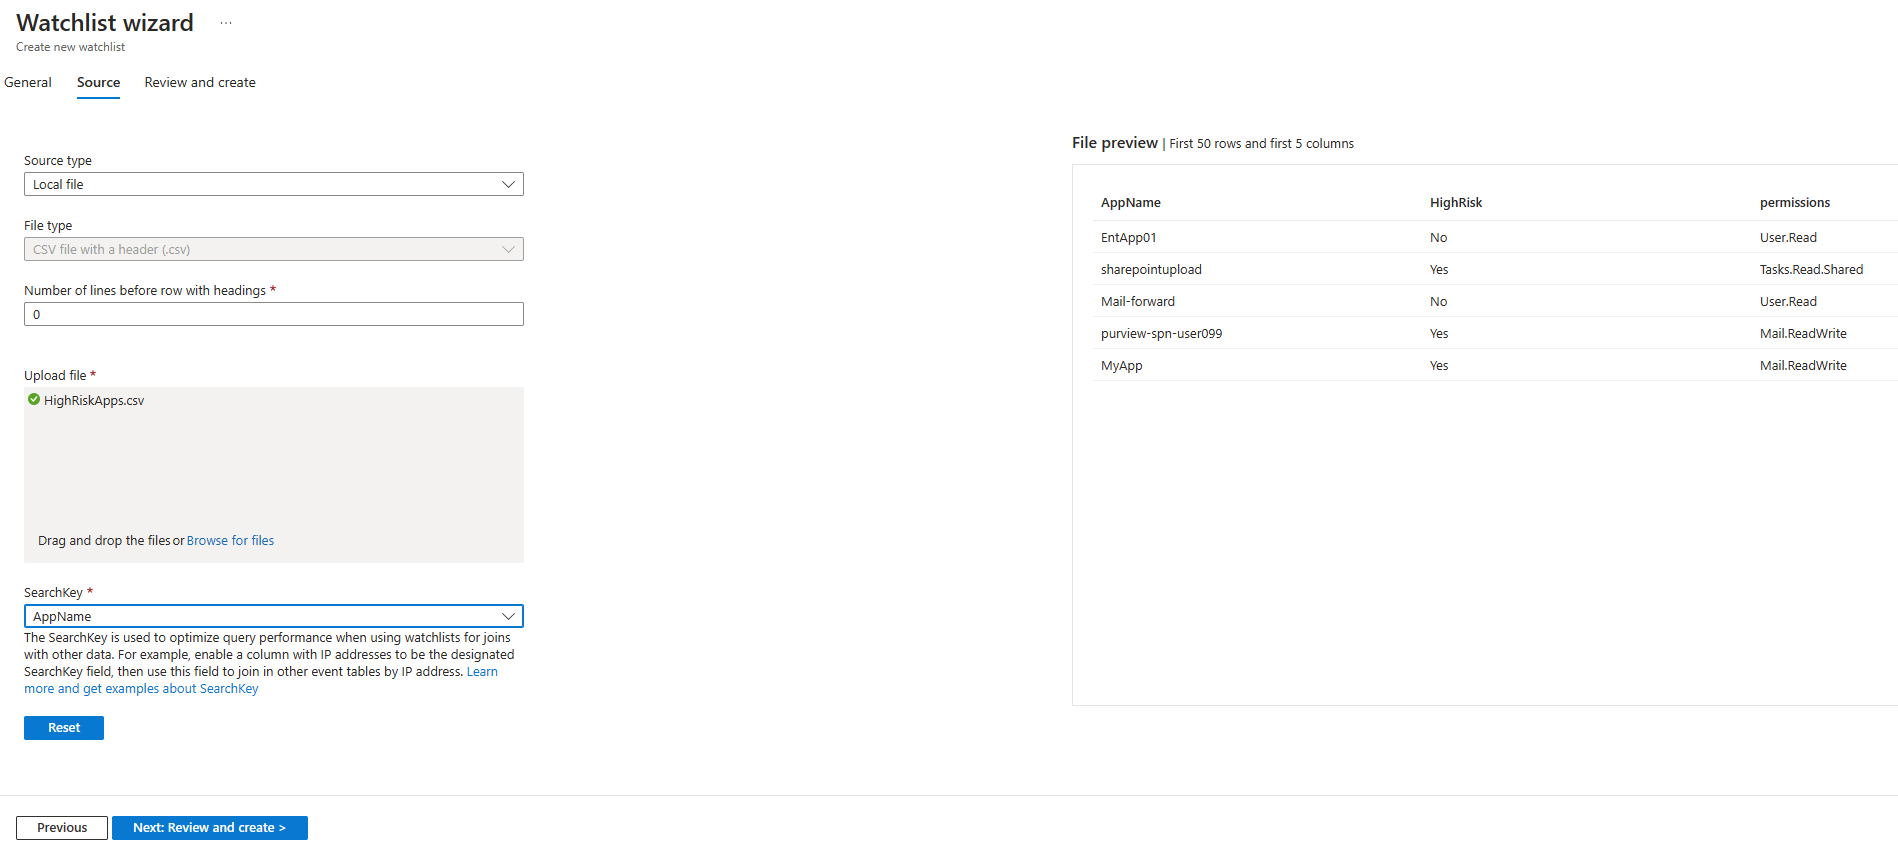 Watchlist wizard ...
Create new watchlist
General Source Review and create
Source type
Local file
File type
CSV file with a header (.csv)
Number of lines before row with headings *
0
Upload file *
HighRiskApps.csv
Drag and drop the files or Browse for files
SearchKey *
AppName
The SearchKey is used to optimize query performance when using watchlists for joins
with other data. For example, enable a column with IP addresses to be the designated
SearchKey field, then use this field to join in other event tables by IP address. Learn
more and get examples about SearchKey
Reset
File preview | First 50 rows and first 5 columns
AppName HighRisk permissions
EntApp01 No User.Read
sharepointupload Yes Tasks.Read.Shared
Mail-forward No User.Read
purview-spn-user099 Yes Mail.ReadWrite
MyApp Yes Mail.ReadWrite
Previous Next: Review and create >